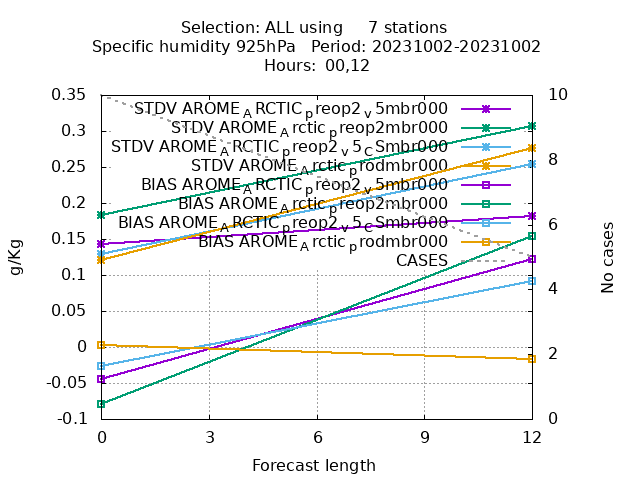 Selection: ALL using     7 stations
Specific humidity 925hPa   Period: 20231002-20231002
Hours: 00,12
0.35
0.3
0.25
0.2
0.15
0.1
0.05
0
-0.05
-0.1
g/Kg
STDV AROME_ARCTIC_preop2_v5mbr000
STDV AROME_Arctic_preop2mbr000
STDV AROME_ARCTIC_preop2_v5_CSmbr000
STDV AROME_Arctic_prodmbr000
BIAS AROME_ARCTIC_preop2_v5mbr000
BIAS AROME_Arctic_preop2mbr000
BIAS AROME_ARCTIC_preop2_v5_CSmbr000
BIAS AROME_Arctic_prodmbr000
CASES
10
8
6
4
2
0
No cases
0 3 6 9 12
Forecast length